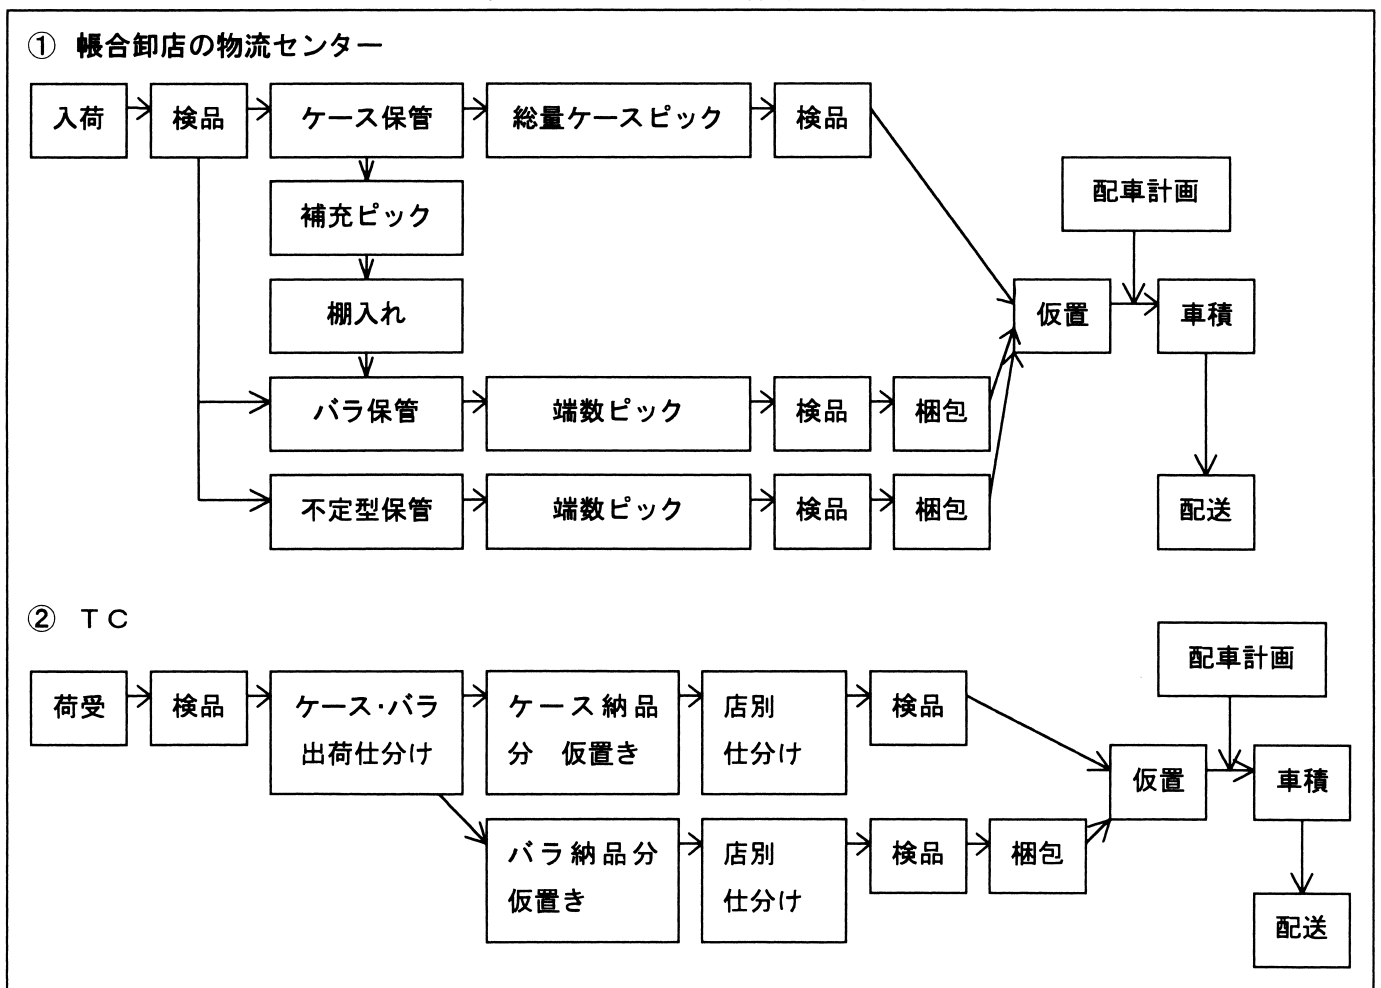 ① 帳合卸店の物流センター
入荷
検品
ケース保管
総量ケースピック
検品
配車計画
補充ピック
棚入れ
仮置
車積
バラ保管
端数ピック
検品
梱包
不定型保管
端数ピック
検品
梱包
配送
② TC
配車計画
荷受
検品
ケース・バラ
出荷仕分け
ケース納品
分 仮置き
店別
仕分け
検品
仮置
車積
バラ納品分
仮置き
店別
仕分け
検品
梱包
配送